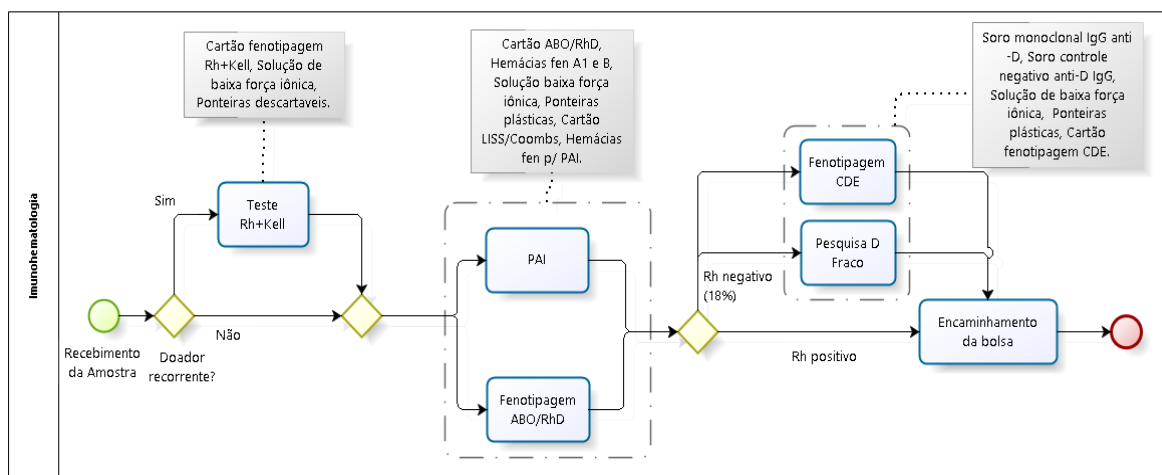 Imunohematologia
Cartão fenotipagem
Rh+Kell, Solução de
baixa força iônica,
Ponteiras descartaveis.
Cartão ABO/RhD,
Hemácias fen A1 e B,
Solução baixa força
iônica, Ponteiras
plásticas, Cartão
LISS/Coombs, Hemácias
fen p/ PAI.
Soro monoclonal IgG anti
-D, Soro controle
negativo anti-D IgG,
Solução de baixa força
iônica, Ponteiras
plásticas, Cartão
fenotipagem CDE.
Recebimento
da Amostra
Doador
recorrente?
Sim
Não
Teste
Rh+Kell
PAI
Fenotipagem
ABO/RhD
Rh negativo
(18%)
Rh positivo
Fenotipagem
CDE
Pesquisa D
Fraco
Encaminhamento
da bolsa